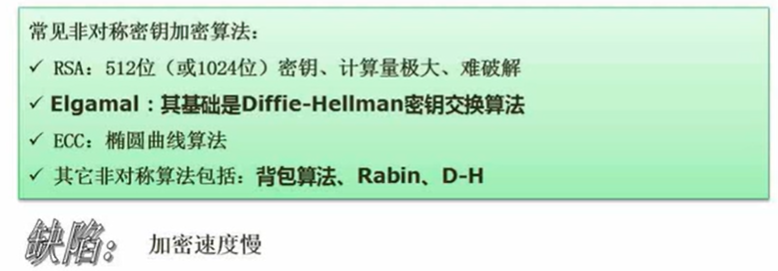 常见非对称密钥加密算法：
✓ RSA：512位（或1024位）密钥、计算量极大、难破解
✓ Elgamal：其基础是Diffie-Hellman密钥交换算法
✓ ECC：椭圆曲线算法
✓ 其它非对称算法包括：背包算法、Rabin、D-H
缺陷： 加密速度慢